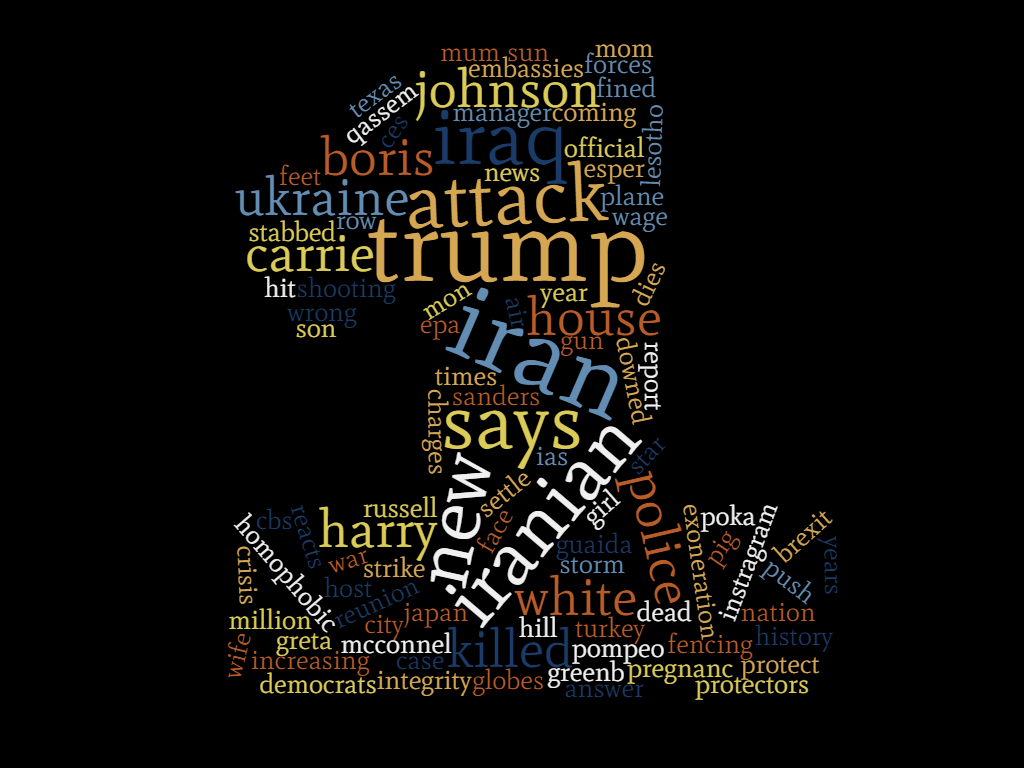 mum sun mom
embassies forces
texas johnson fined
qassem manager coming
ces iraq lesotho
boris official
feet news esper
ukraine attack plane
row wage
stabbed trump
carrie dies
hit shooting mon year
wrong air house
son epa iran gun downed report
times
charges sanders
says
ias star
new iranian police
settle girl
russell exoneration poka instragram
homophobic cbs reacts harry face brexit
crisis war guaida pig years
strike storm push
host reunion white
million city japan dead nation
greta hill turkey history
wife mcconnel killed pompeo fencing
increasing case greenb pregnanc protect
democrats integrity globes answer protectors